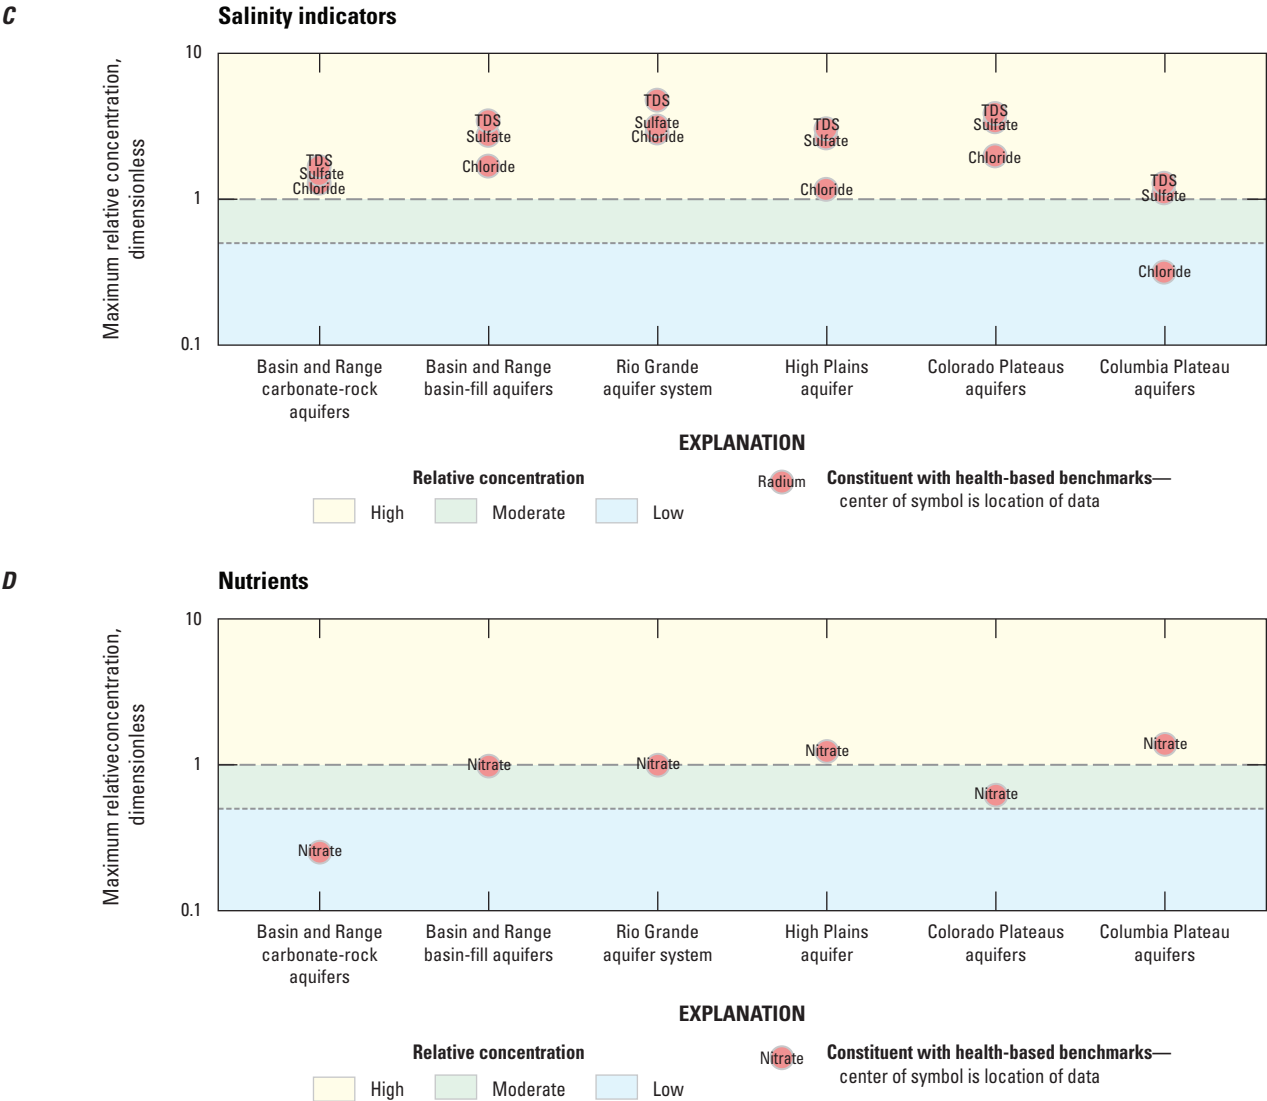 C
Salinity indicators
Maximum relative concentration,
dimensionless
10
1
0.1
TDS
Sulfate
Chloride
TDS
Sulfate
Chloride
TDS
Sulfate
Chloride
TDS
Sulfate
Chloride
TDS
Sulfate
Chloride
TDS
Sulfate
Chloride
Basin and Range
carbonate-rock
aquifers
Basin and Range
basin-fill aquifers
Rio Grande
aquifer system
High Plains
aquifer
Colorado Plateaus
aquifers
Columbia Plateau
aquifers
EXPLANATION
Relative concentration
High
Moderate
Low
Radium
Constituent with health-based benchmarks—
center of symbol is location of data
D
Nutrients
Maximum relativeconcentration,
dimensionless
10
1
0.1
Nitrate
Nitrate
Nitrate
Nitrate
Nitrate
Nitrate
Basin and Range
carbonate-rock
aquifers
Basin and Range
basin-fill aquifers
Rio Grande
aquifer system
High Plains
aquifer
Colorado Plateaus
aquifers
Columbia Plateau
aquifers
EXPLANATION
Relative concentration
High
Moderate
Low
Nitrate
Constituent with health-based benchmarks—
center of symbol is location of data